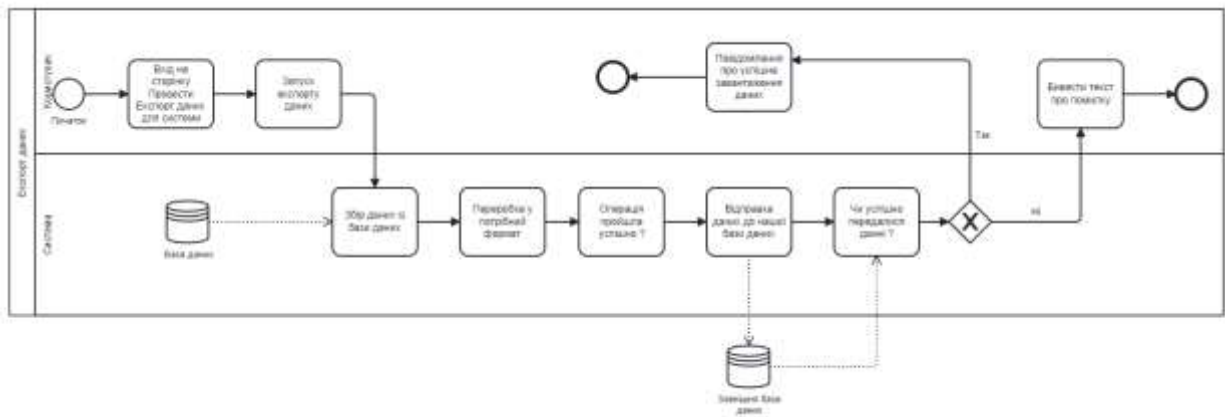 Експорт даних
Користувач
Початок
Вхід на
сторінку
Провести
Експорт даних
для системи
Запуск
експорту
даних
Повідомлення
про успішне
завантаження
даних
Вивести текст
про помилку
Так
Ні
Система
База даних
Збір даних із
бази даних
Переробка у
потрібний
формат
Операція
пройшла
успішно ?
Відправка
даних до нашої
бази даних
Чи успішно
передалися
данні ?
Зовнішня база
даних